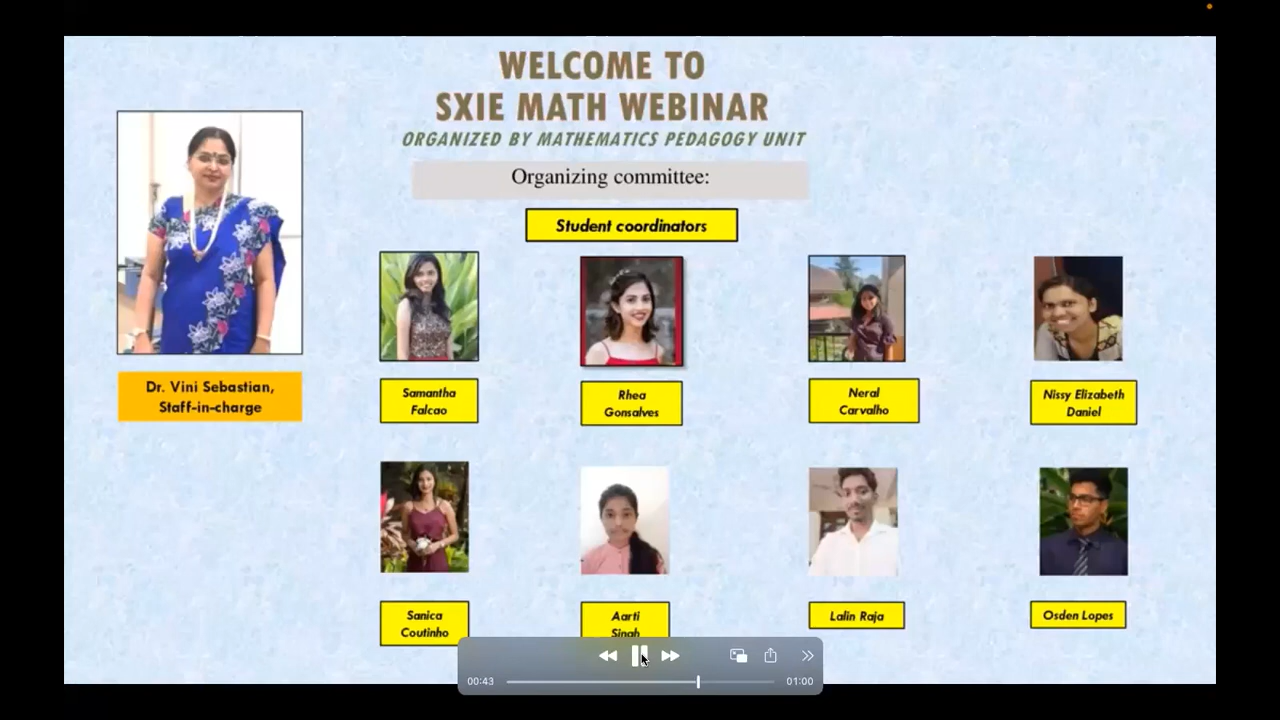 WELCOME TO
SXIE MATH WEBINAR
ORGANIZED BY MATHEMATICS PEDAGOGY UNIT
Organizing committee:
Student coordinators
Dr. Vini Sebastian,
Staff-in-charge
Samantha
Falcao
Rhea
Gonsalves
Neral
Carvalho
Nissy Elizabeth
Daniel
Sanica
Coutinho
Aarti
Singh
Lalin Raja
Osden Lopes
00:43
01:00